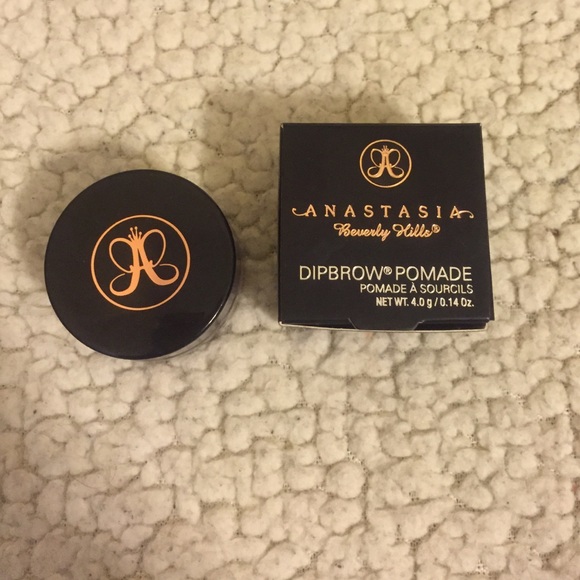 ANASTASIA
Beverly Hills®
DIPBROW® POMADE
POMADE À SOURCILS
NET WT. 4.0 g / 0.14 Oz.